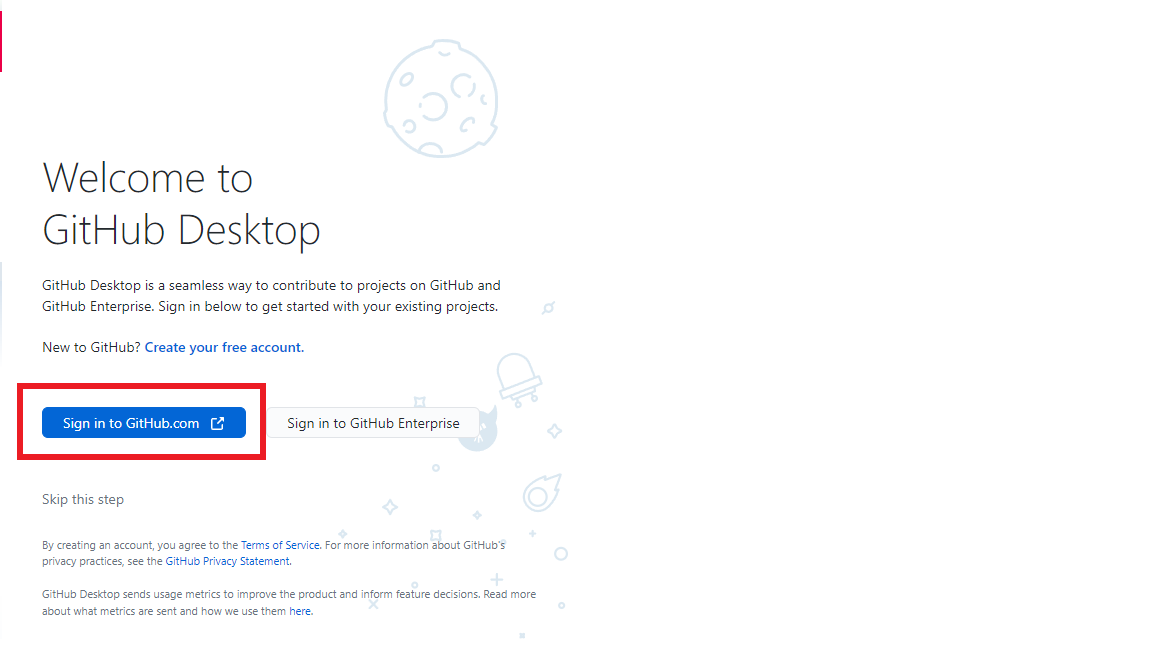 Welcome to
GitHub Desktop
GitHub Desktop is a seamless way to contribute to projects on GitHub and
GitHub Enterprise. Sign in below to get started with your existing projects.
New to GitHub? Create your free account.
Sign in to GitHub.com
Sign in to GitHub Enterprise
Skip this step
By creating an account, you agree to the Terms of Service. For more information about GitHub's
privacy practices, see the GitHub Privacy Statement.
GitHub Desktop sends usage metrics to improve the product and inform feature decisions. Read more
about what metrics are sent and how we use them here.